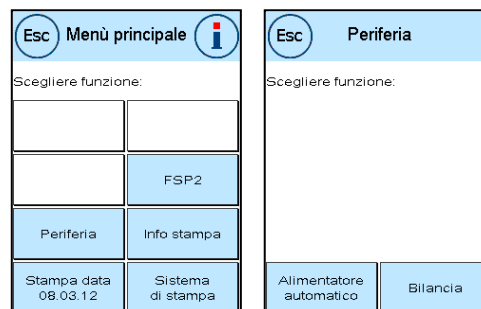 Esc Menù principale i
Scegliere funzione:
FSP2
Periferia Info stampa
Stampa data Sistema
08.03.12 di stampa
Esc Periferia
Scegliere funzione:
Alimentatore
automatico
Bilancia